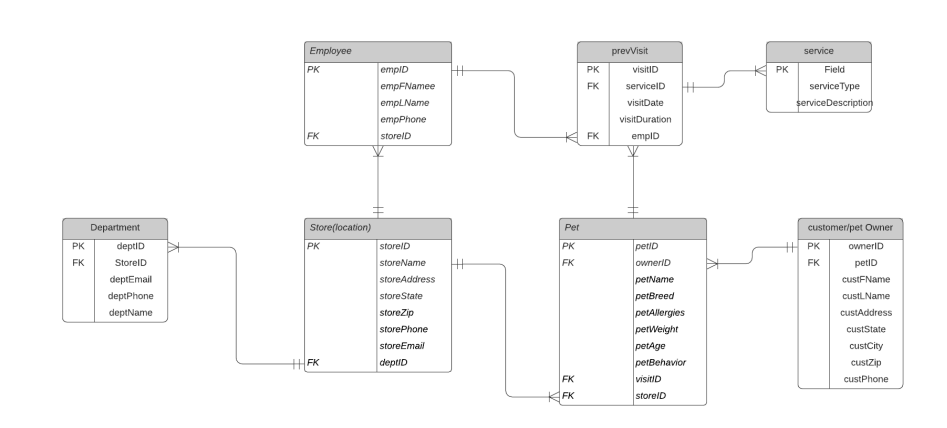 Employee
PK empID
empFNamee
empLName
empPhone
FK storeID
prevVisit
PK visitID
FK serviceID
visitDate
visitDuration
FK empID
service
PK Field
serviceType
serviceDescription
Department
PK deptID
FK StoreID
deptEmail
deptPhone
deptName
Store(location)
PK storeID
storeName
storeAddress
storeState
storeZip
storePhone
storeEmail
FK deptID
Pet
PK petID
FK ownerID
petName
petBreed
petAllergies
petWeight
petAge
petBehavior
FK visitID
FK storeID
customer/pet Owner
PK ownerID
FK petID
custFName
custLName
custAddress
custState
custCity
custZip
custPhone